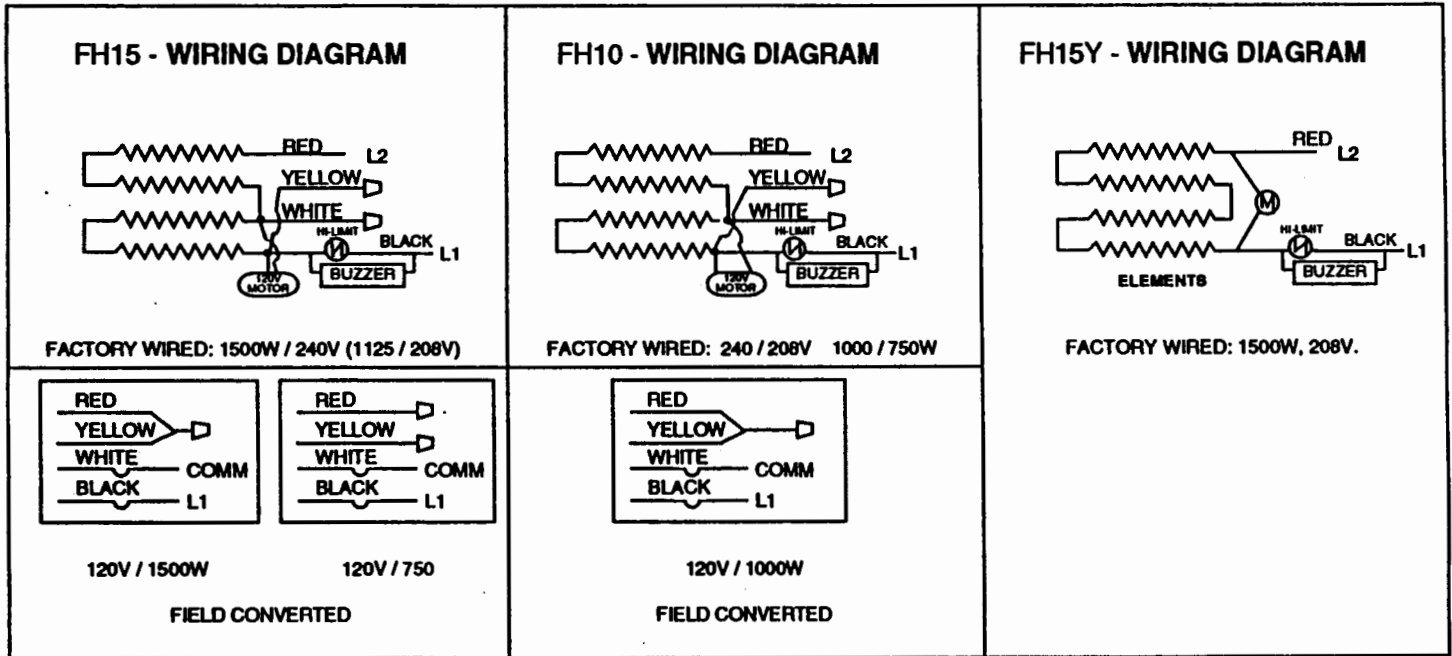 FH15 - WIRING DIAGRAM
RED
L2
YELLOW
WHITE
HI-LIMIT
BLACK
L1
BUZZER
120V
MOTOR
FACTORY WIRED: 1500W / 240V (1125 / 208V)
RED
YELLOW
WHITE
COMM
BLACK
L1
120V / 1500W
RED
YELLOW
WHITE
COMM
BLACK
L1
120V / 750
FIELD CONVERTED
FH10 - WIRING DIAGRAM
RED
L2
YELLOW
WHITE
HI-LIMIT
BLACK
L1
BUZZER
120V
MOTOR
FACTORY WIRED: 240 / 208V 1000 / 750W
RED
YELLOW
WHITE
COMM
BLACK
L1
120V / 1000W
FIELD CONVERTED
FH15Y - WIRING DIAGRAM
RED
L2
M
HI-LIMIT
BLACK
L1
BUZZER
ELEMENTS
FACTORY WIRED: 1500W, 208V.